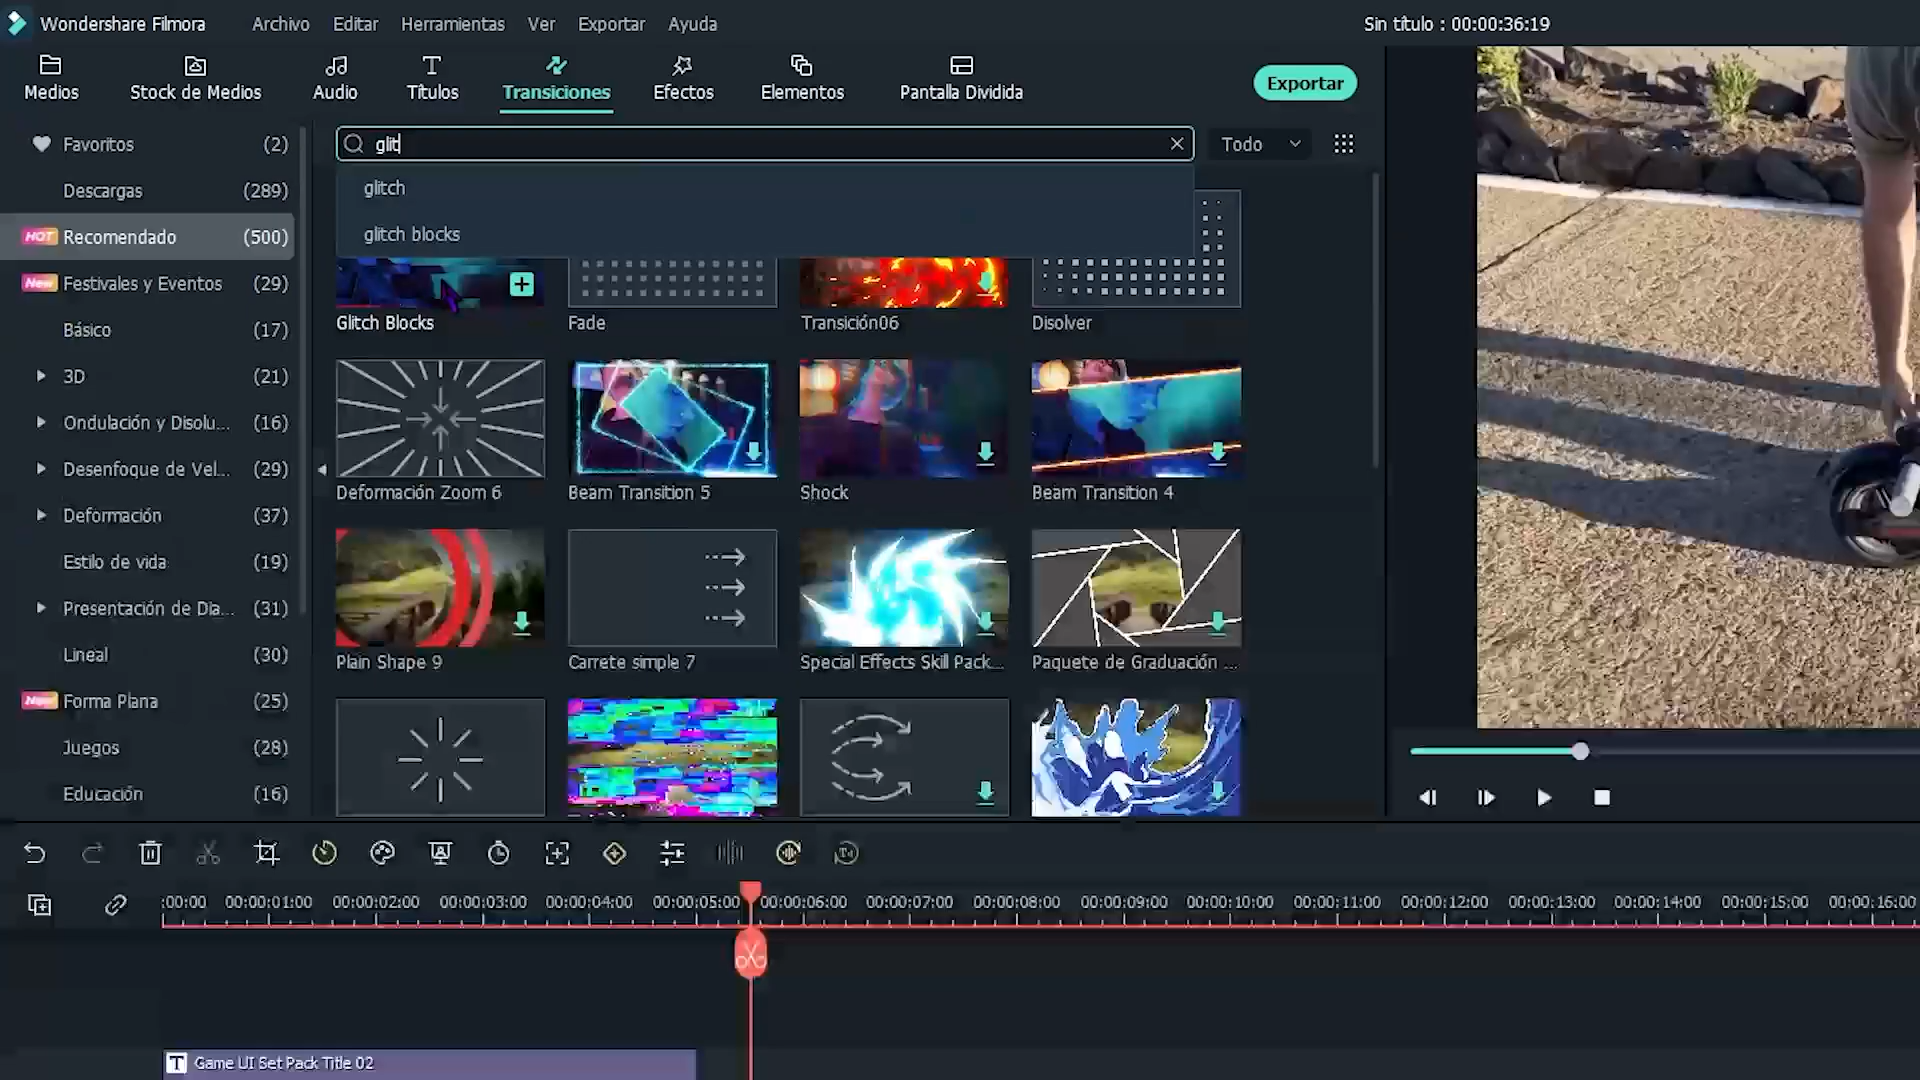 Wondershare Filmora
Archivo
Editar
Herramientas
Ver
Exportar
Ayuda
Sin título : 00:00:36:19
Medios
Stock de Medios
Audio
Títulos
Transiciones
Efectos
Elementos
Pantalla Dividida
Exportar
Favoritos (2)
Descargas (289)
HOT Recomendado (500)
New Festivales y Eventos (29)
Básico (17)
3D (21)
Ondulación y Disolu... (16)
Desenfoque de Vel... (29)
Deformación (37)
Estilo de vida (19)
Presentación de Dia... (31)
Lineal (30)
New Forma Plana (25)
Juegos (28)
Educación (16)
glit
Todo
glitch
glitch blocks
Glitch Blocks
Fade
Transición06
Disolver
Deformación Zoom 6
Beam Transition 5
Shock
Beam Transition 4
Plain Shape 9
Carrete simple 7
Special Effects Skill Pack...
Paquete de Graduación ...
:00:00 00:00:01:00 00:00:02:00 00:00:03:00 00:00:04:00 00:00:05:00 00:00:06:00 00:00:07:00 00:00:08:00 00:00:09:00 00:00:10:00 00:00:11:00 00:00:12:00 00:00:13:00 00:00:14:00 00:00:15:00 00:00:16:00
T Game UI Set Pack Title 02